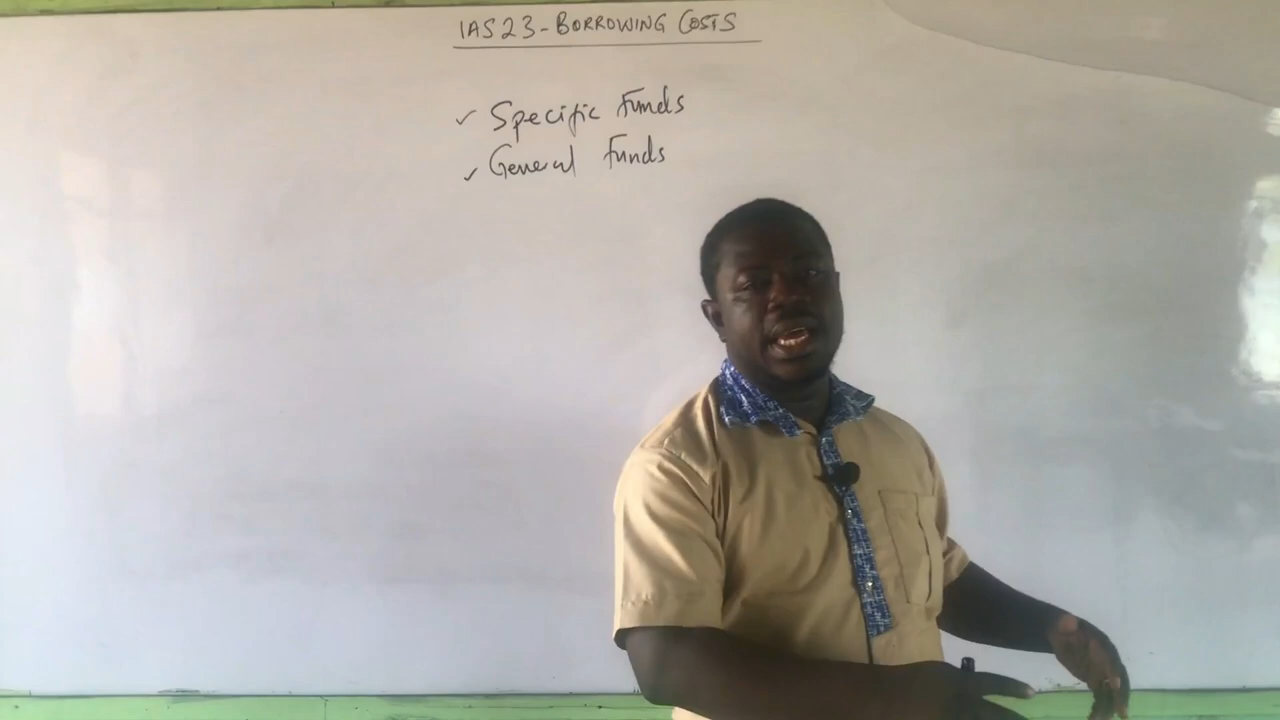 IAS 23 - BORROWING COSTS
✓ Specific Funds
✓ General Funds